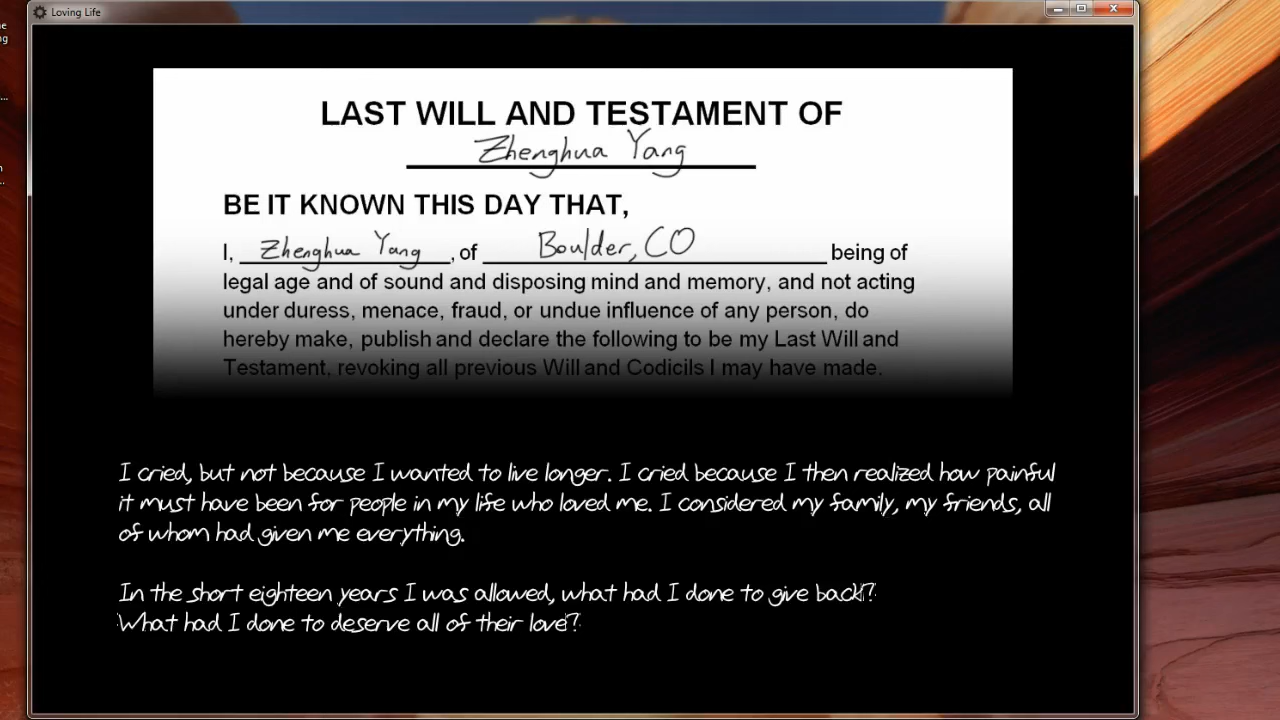 Loving Life
LAST WILL AND TESTAMENT OF
Zhenghua Yang
BE IT KNOWN THIS DAY THAT,
I, Zhenghua Yang, of Boulder, CO being of
legal age and of sound and disposing mind and memory, and not acting
under duress, menace, fraud, or undue influence of any person, do
hereby make, publish and declare the following to be my Last Will and
Testament, revoking all previous Will and Codicils I may have made.
I cried, but not because I wanted to live longer. I cried because I then realized how painful
it must have been for people in my life who loved me. I considered my family, my friends, all
of whom had given me everything.
In the short eighteen years I was allowed, what had I done to give back?
What had I done to deserve all of their love?